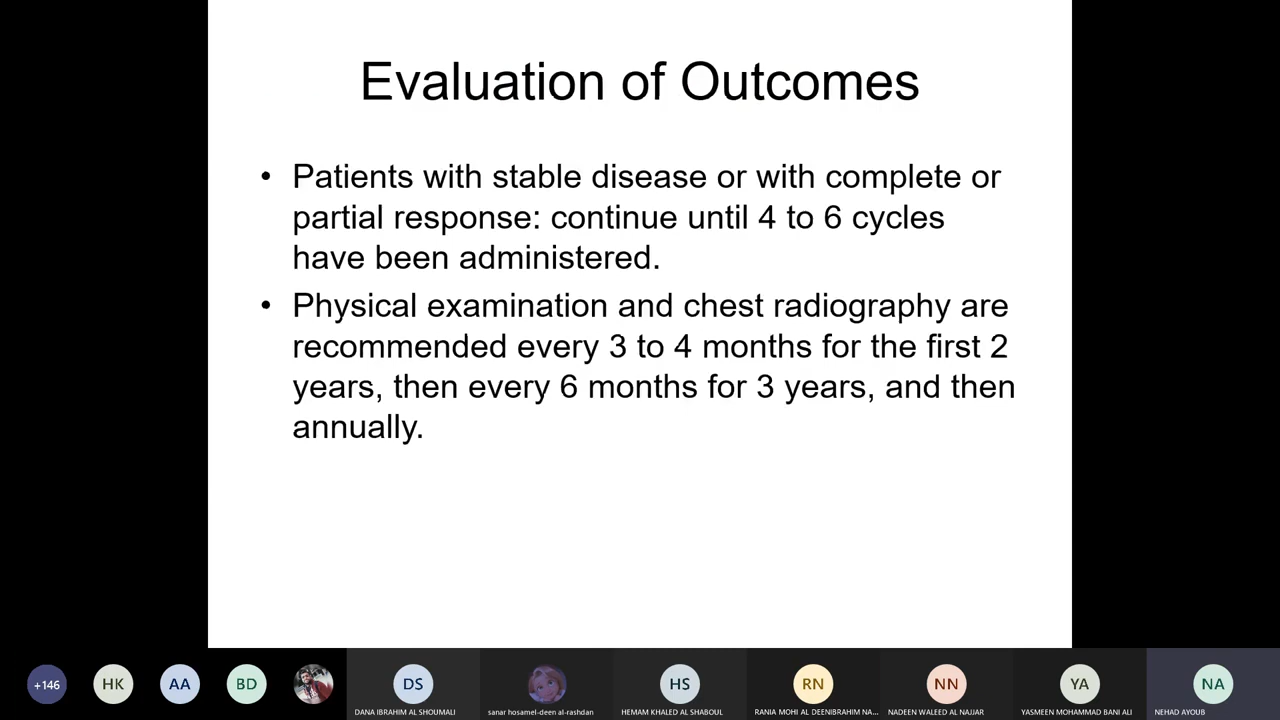 Evaluation of Outcomes
• Patients with stable disease or with complete or
partial response: continue until 4 to 6 cycles
have been administered.
• Physical examination and chest radiography are
recommended every 3 to 4 months for the first 2
years, then every 6 months for 3 years, and then
annually.
+146
HK
AA
BD
DS
HS
RN
NN
YA
NA
DANA IBRAHIM AL SHOUMALI
sanar hosamel-deen al-rashdan
HEMAM KHALED AL SHABOUL
RANIA MOHI AL DEENIBRAHIM NA...
NADEEN WALEED AL NAJJAR
YASMEEN MOHAMMAD BANI ALI
NEHAD AYOUB